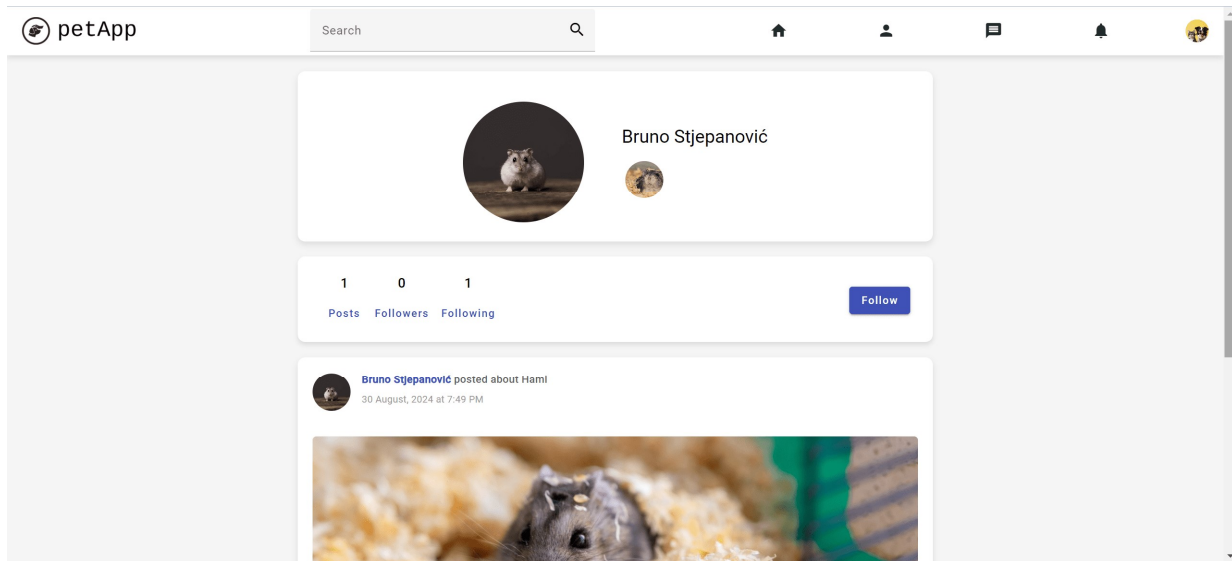 petApp
Search
Bruno Stjepanović
1 0 1
Posts Followers Following
Follow
Bruno Stjepanović posted about Hami
30 August, 2024 at 7:49 PM